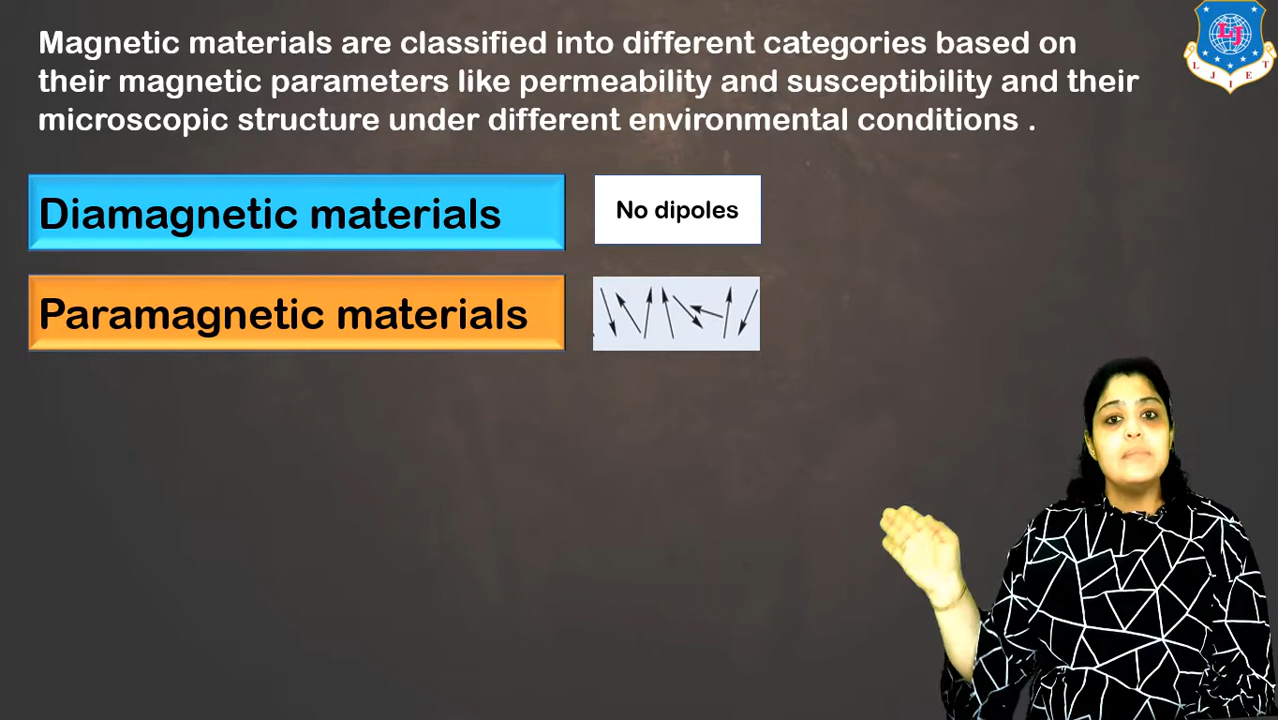 Magnetic materials are classified into different categories based on
their magnetic parameters like permeability and susceptibility and their
microscopic structure under different environmental conditions .
LJ
L J I E T
Diamagnetic materials
No dipoles
Paramagnetic materials